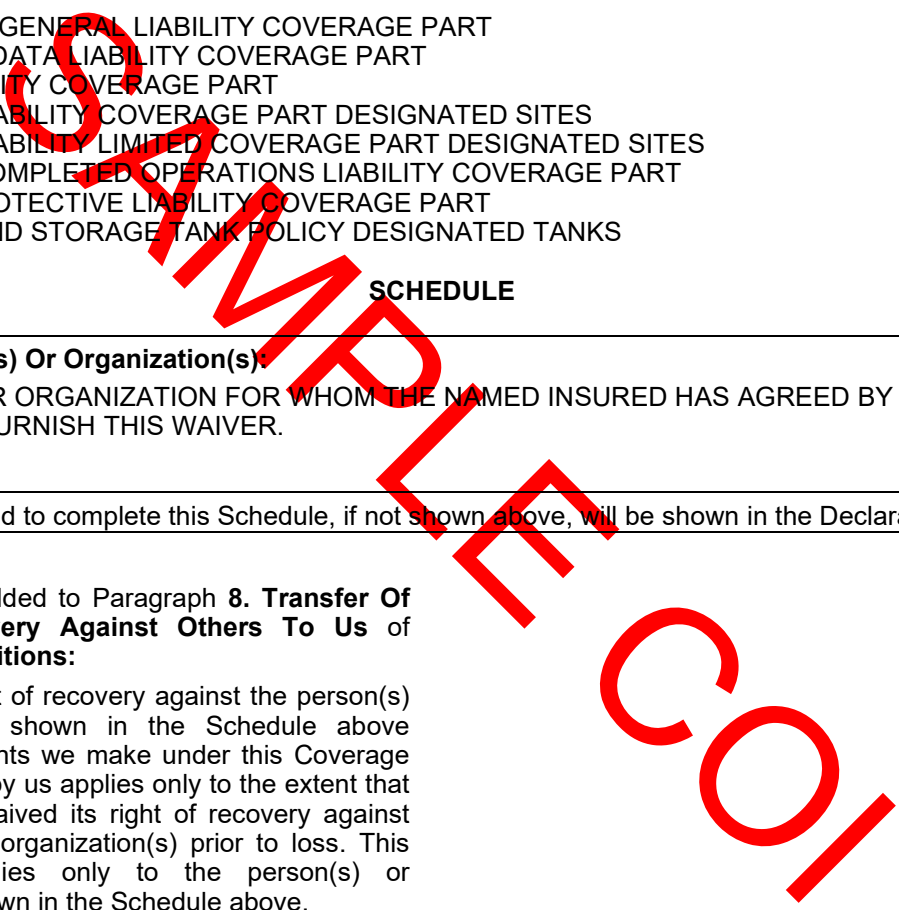 GENERAL LIABILITY COVERAGE PART
DATA LIABILITY COVERAGE PART
ITY COVERAGE PART
ABILITY COVERAGE PART DESIGNATED SITES
ABILITY LIMITED COVERAGE PART DESIGNATED SITES
OMPLETED OPERATIONS LIABILITY COVERAGE PART
OTECTIVE LIABILITY COVERAGE PART
ND STORAGE TANK POLICY DESIGNATED TANKS
SCHEDULE
s) Or Organization(s):
R ORGANIZATION FOR WHOM THE NAMED INSURED HAS AGREED BY
URNISH THIS WAIVER.
d to complete this Schedule, if not shown above, will be shown in the Declara
dded to Paragraph 8. Transfer Of
ery Against Others To Us of
itions:
t of recovery against the person(s)
shown in the Schedule above
nts we make under this Coverage
by us applies only to the extent that
aived its right of recovery against
organization(s) prior to loss. This
ies only to the person(s) or
wn in the Schedule above.
SAMPLE COI